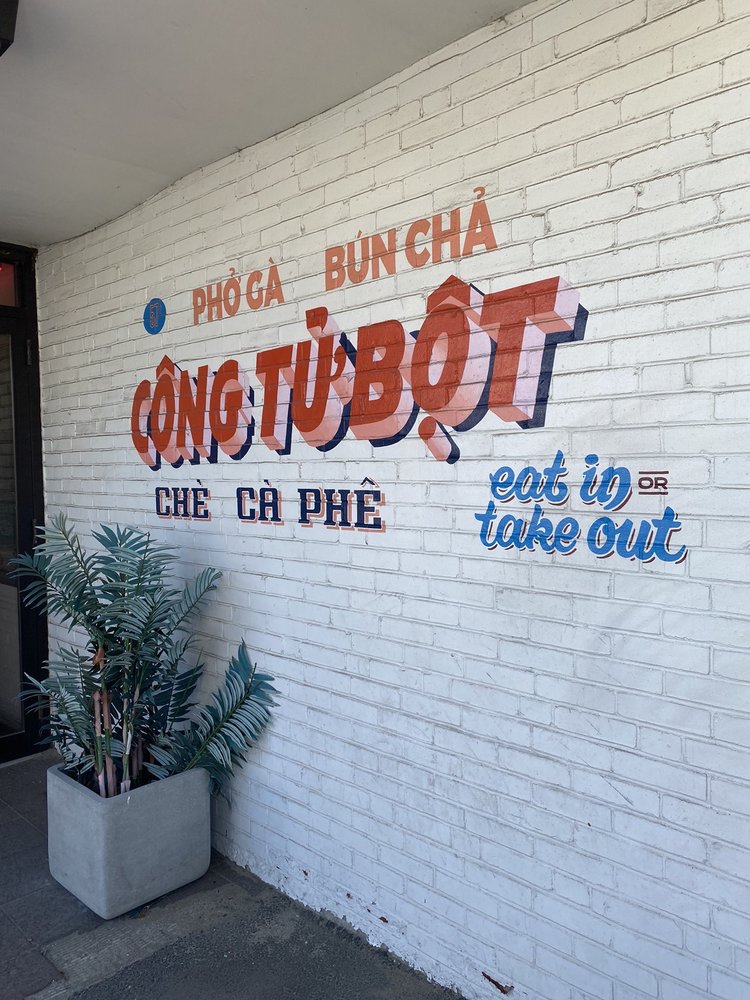 PHỞ GÀ BÚN CHẢ
CÔNG TỬ BỘT
CHÈ CÀ PHÊ
eat in OR
take out